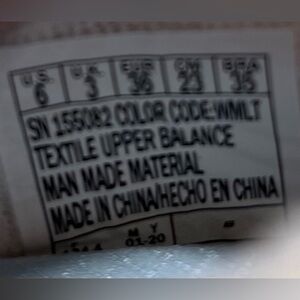 U.S. U.K. EUR CM BRA
6 3 36 23 35
SN 155082 COLOR CODE:WMLT
TEXTILE UPPER BALANCE
MAN MADE MATERIAL
MADE IN CHINA/HECHO EN CHINA
M Y
01-20